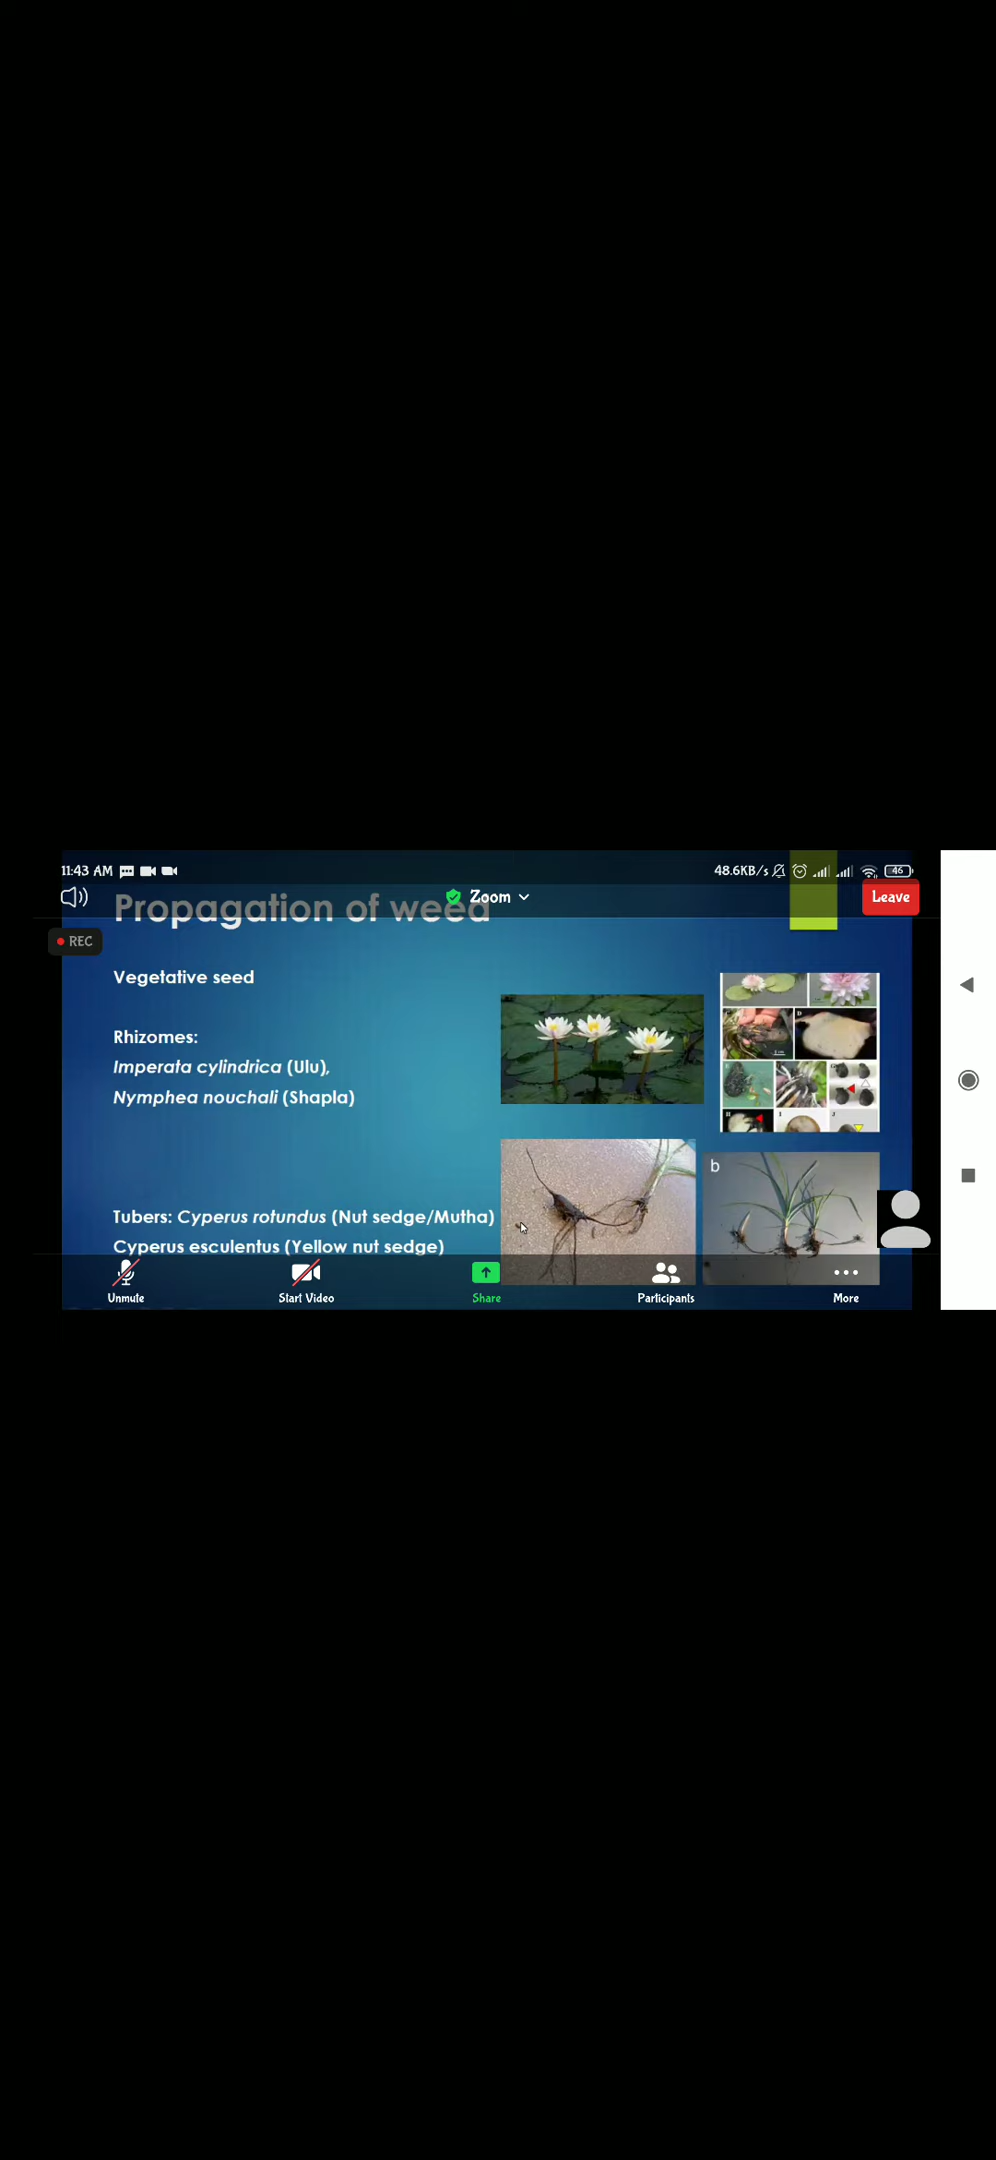 11:43 AM
48.6KB/s
46
Zoom
Leave
Propagation of weed
REC
Vegetative seed
Rhizomes:
Imperata cylindrica (Ulu),
Nymphea nouchali (Shapla)
b
Tubers: Cyperus rotundus (Nut sedge/Mutha)
Cyperus esculentus (Yellow nut sedge)
Unmute
Start Video
Share
Participants
More